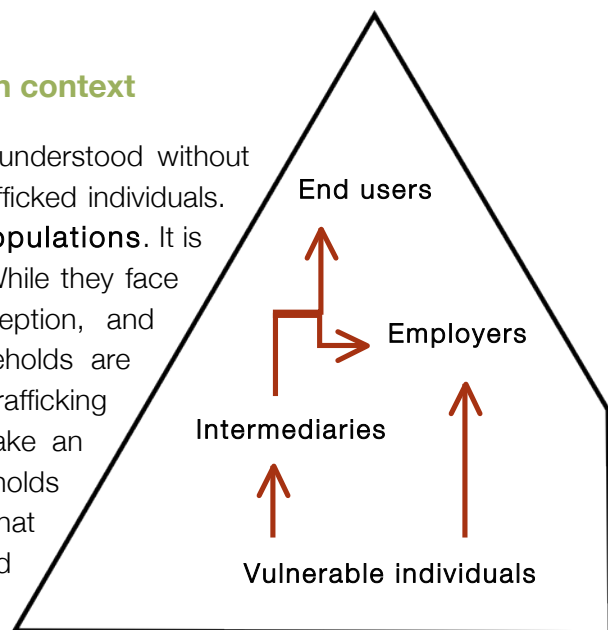 n context
understood without
fficked individuals.
opulations. It is
While they face
eption, and
eholds are
rafficking
ake an
holds
hat
d
End users
Employers
Intermediaries
Vulnerable individuals